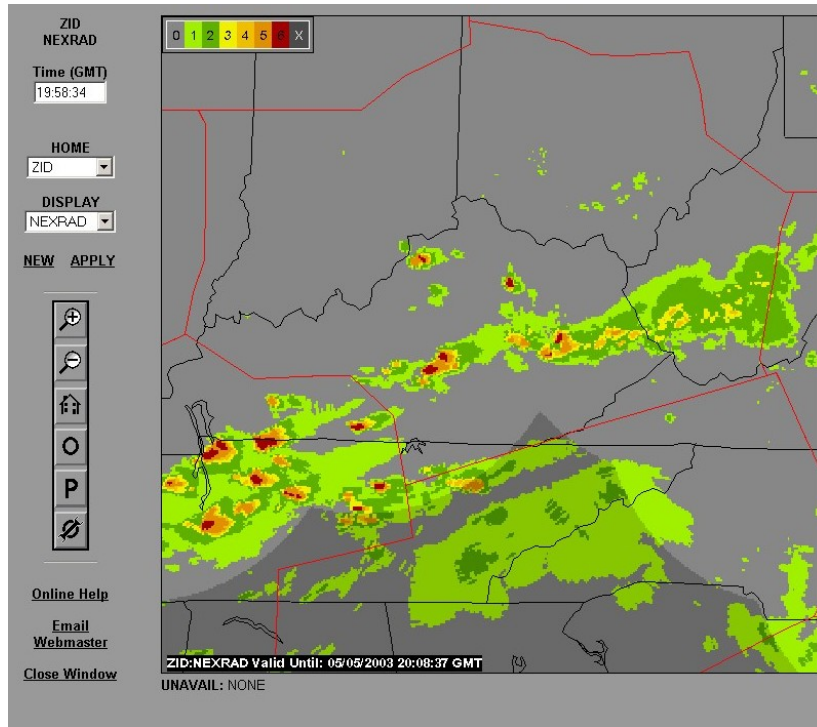 ZID
NEXRAD
Time (GMT)
19:58:34
HOME
ZID
DISPLAY
NEXRAD
NEW APPLY
O
P
Online Help
Email
Webmaster
Close Window
0 1 2 3 4 5 6 X
ZID:NEXRAD Valid Until: 05/05/2003 20:08:37 GMT
UNAVAIL: NONE